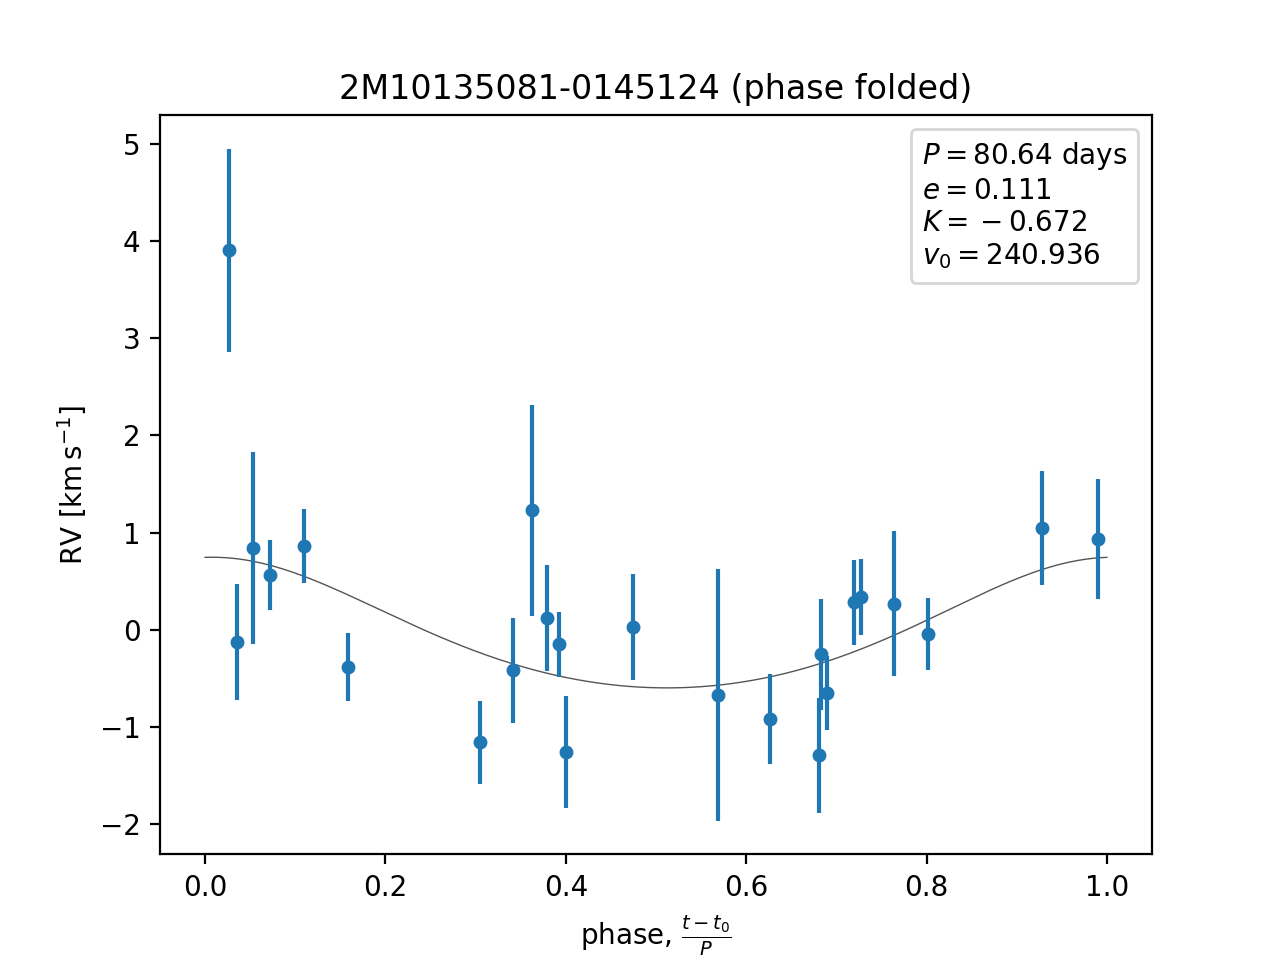 2M10135081-0145124 (phase folded)
P = 80.64 days
e = 0.111
K = −0.672
v₀ = 240.936
5
4
3
2
1
0
−1
−2
RV [km s⁻¹]
0.0 0.2 0.4 0.6 0.8 1.0
phase, (t − t₀)/P